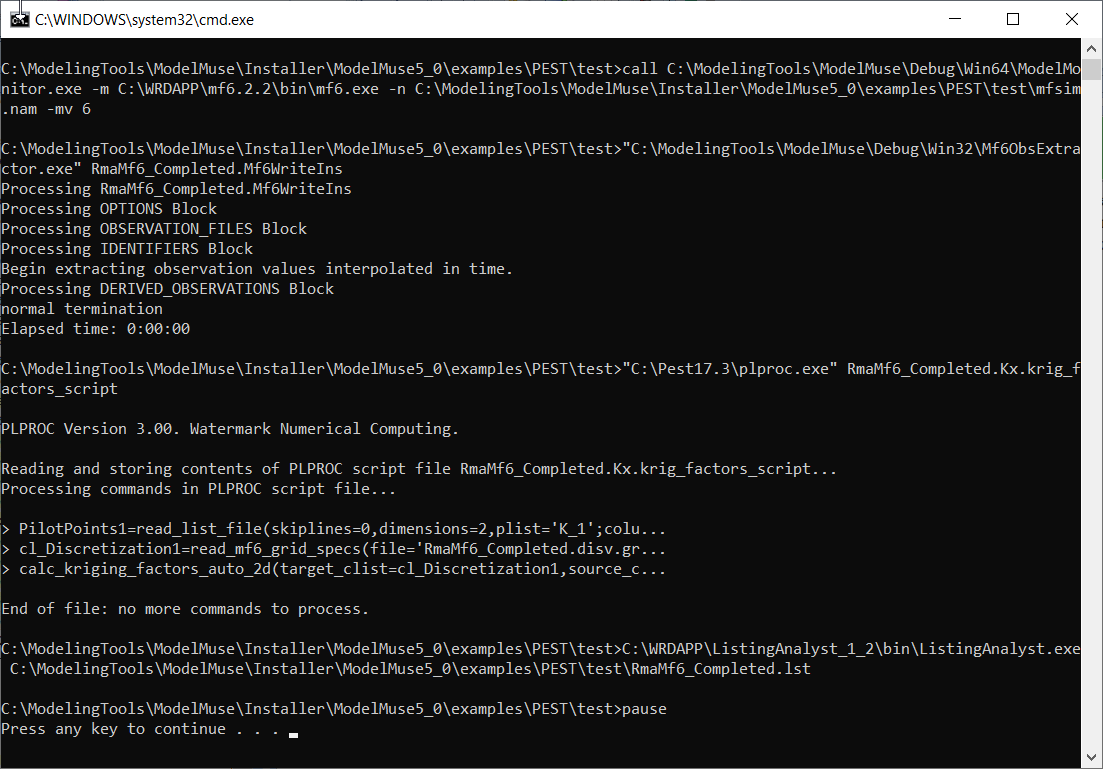 C:\WINDOWS\system32\cmd.exe
C:\ModelingTools\ModelMuse\Installer\ModelMuse5_0\examples\PEST\test>call C:\ModelingTools\ModelMuse\Debug\Win64\ModelMo
nitor.exe -m C:\WRDAPP\mf6.2.2\bin\mf6.exe -n C:\ModelingTools\ModelMuse\Installer\ModelMuse5_0\examples\PEST\test\mfsim
.nam -mv 6
C:\ModelingTools\ModelMuse\Installer\ModelMuse5_0\examples\PEST\test>"C:\ModelingTools\ModelMuse\Debug\Win32\Mf6ObsExtra
ctor.exe" RmaMf6_Completed.Mf6WriteIns
Processing RmaMf6_Completed.Mf6WriteIns
Processing OPTIONS Block
Processing OBSERVATION_FILES Block
Processing IDENTIFIERS Block
Begin extracting observation values interpolated in time.
Processing DERIVED_OBSERVATIONS Block
normal termination
Elapsed time: 0:00:00
C:\ModelingTools\ModelMuse\Installer\ModelMuse5_0\examples\PEST\test>"C:\Pest17.3\plproc.exe" RmaMf6_Completed.Kx.krig_f
actors_script
PLPROC Version 3.00. Watermark Numerical Computing.
Reading and storing contents of PLPROC script file RmaMf6_Completed.Kx.krig_factors_script...
Processing commands in PLPROC script file...
> PilotPoints1=read_list_file(skiplines=0,dimensions=2,plist='K_1';colu...
> cl_Discretization1=read_mf6_grid_specs(file='RmaMf6_Completed.disv.gr...
> calc_kriging_factors_auto_2d(target_clist=cl_Discretization1,source_c...
End of file: no more commands to process.
C:\ModelingTools\ModelMuse\Installer\ModelMuse5_0\examples\PEST\test>C:\WRDAPP\ListingAnalyst_1_2\bin\ListingAnalyst.exe
 C:\ModelingTools\ModelMuse\Installer\ModelMuse5_0\examples\PEST\test\RmaMf6_Completed.lst
C:\ModelingTools\ModelMuse\Installer\ModelMuse5_0\examples\PEST\test>pause
Press any key to continue . . .